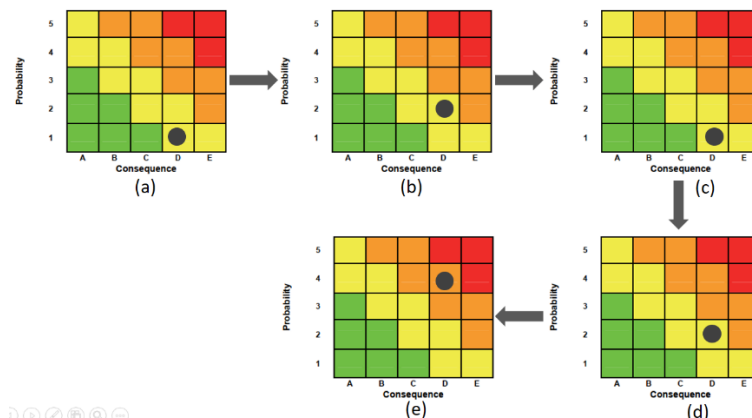 Probability
5
4
3
2
1
A B C D E
Consequence
(a)
Probability
5
4
3
2
1
A B C D E
Consequence
(b)
Probability
5
4
3
2
1
A B C D E
Consequence
(c)
Probability
5
4
3
2
1
A B C D E
Consequence
(e)
Probability
5
4
3
2
1
A B C D E
Consequence
(d)